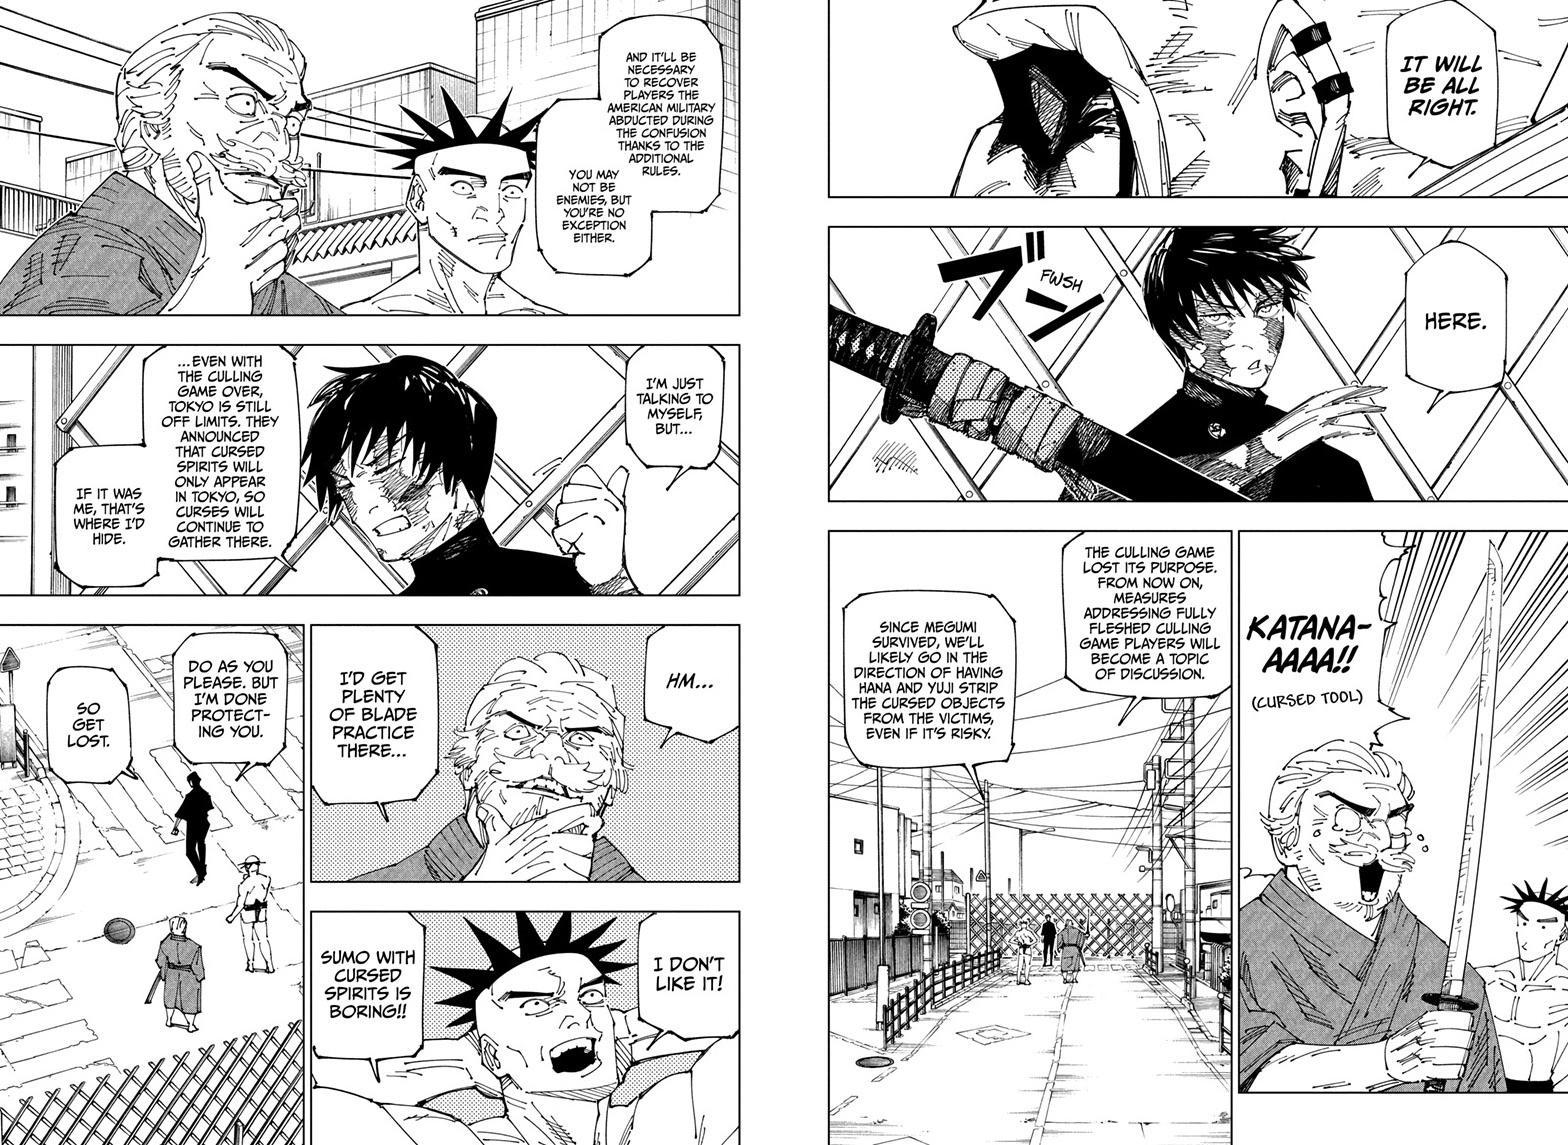 IT WILL
BE ALL
RIGHT.
HERE.
ブン
FWSH
KATANA-
AAAA!!
(CURSED TOOL)
THE CULLING GAME
LOST ITS PURPOSE.
FROM NOW ON,
MEASURES
ADDRESSING FULLY
FLESHED CULLING
GAME PLAYERS WILL
BECOME A TOPIC
OF DISCUSSION.
SINCE MEGUMI
SURVIVED, WE'LL
LIKELY GO IN THE
DIRECTION OF HAVING
HANA AND YUJI STRIP
THE CURSED OBJECTS
FROM THE VICTIMS,
EVEN IF IT'S RISKY.
AND IT'LL BE
NECESSARY
TO RECOVER
PLAYERS THE
AMERICAN MILITARY
ABDUCTED DURING
THE CONFUSION
THANKS TO THE
ADDITIONAL
RULES.
YOU MAY
NOT BE
ENEMIES, BUT
YOU'RE NO
EXCEPTION
EITHER.
I'M JUST
TALKING TO
MYSELF,
BUT...
...EVEN WITH
THE CULLING
GAME OVER,
TOKYO IS STILL
OFF LIMITS. THEY
ANNOUNCED
THAT CURSED
SPIRITS WILL
ONLY APPEAR
IN TOKYO, SO
CURSES WILL
CONTINUE TO
GATHER THERE.
IF IT WAS
ME, THAT'S
WHERE I'D
HIDE.
HM...
I'D GET
PLENTY
OF BLADE
PRACTICE
THERE...
I DON'T
LIKE IT!
SUMO WITH
CURSED
SPIRITS IS
BORING!!
DO AS YOU
PLEASE. BUT
I'M DONE
PROTECT-
ING YOU.
SO
GET
LOST.